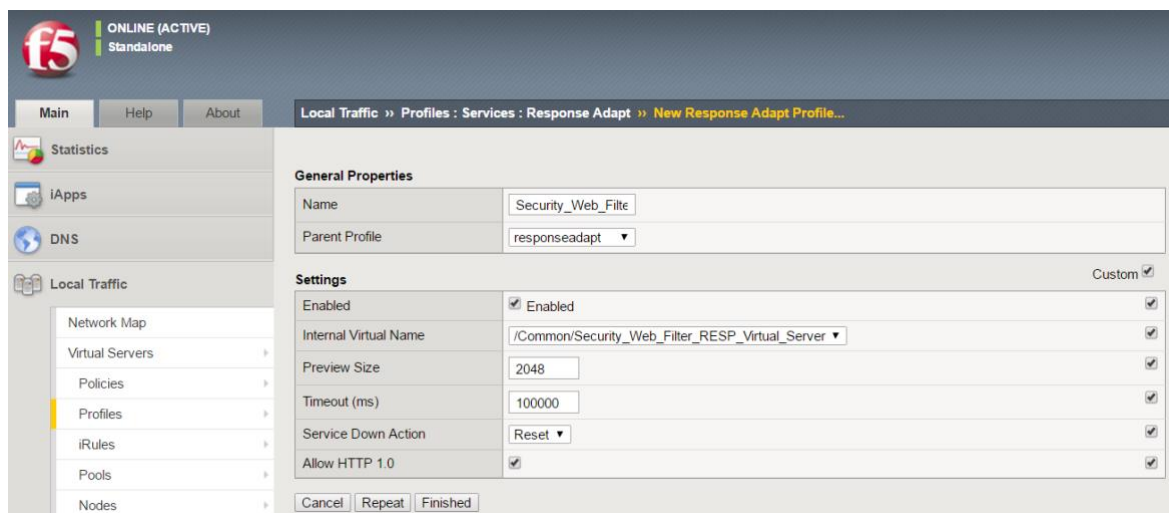 f5
ONLINE (ACTIVE)
Standalone
Main Help About
Local Traffic ›› Profiles : Services : Response Adapt ›› New Response Adapt Profile...
Statistics
iApps
DNS
Local Traffic
Network Map
Virtual Servers
Policies
Profiles
iRules
Pools
Nodes
General Properties
Name Security_Web_Filte
Parent Profile responseadapt
Settings Custom
Enabled Enabled
Internal Virtual Name /Common/Security_Web_Filter_RESP_Virtual_Server
Preview Size 2048
Timeout (ms) 100000
Service Down Action Reset
Allow HTTP 1.0
Cancel Repeat Finished